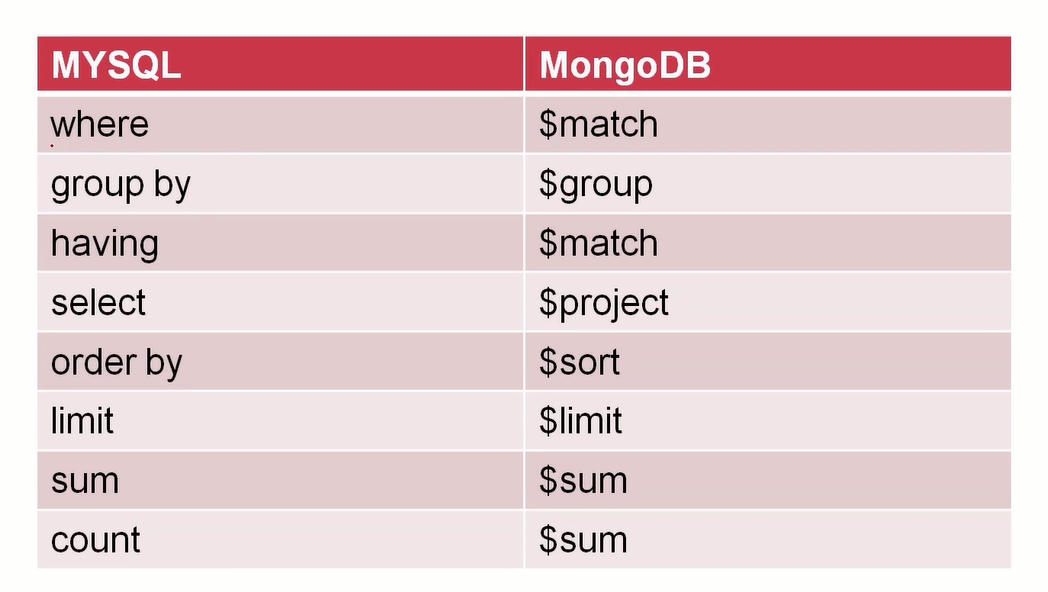 MYSQL MongoDB
where $match
group by $group
having $match
select $project
order by $sort
limit $limit
sum $sum
count $sum